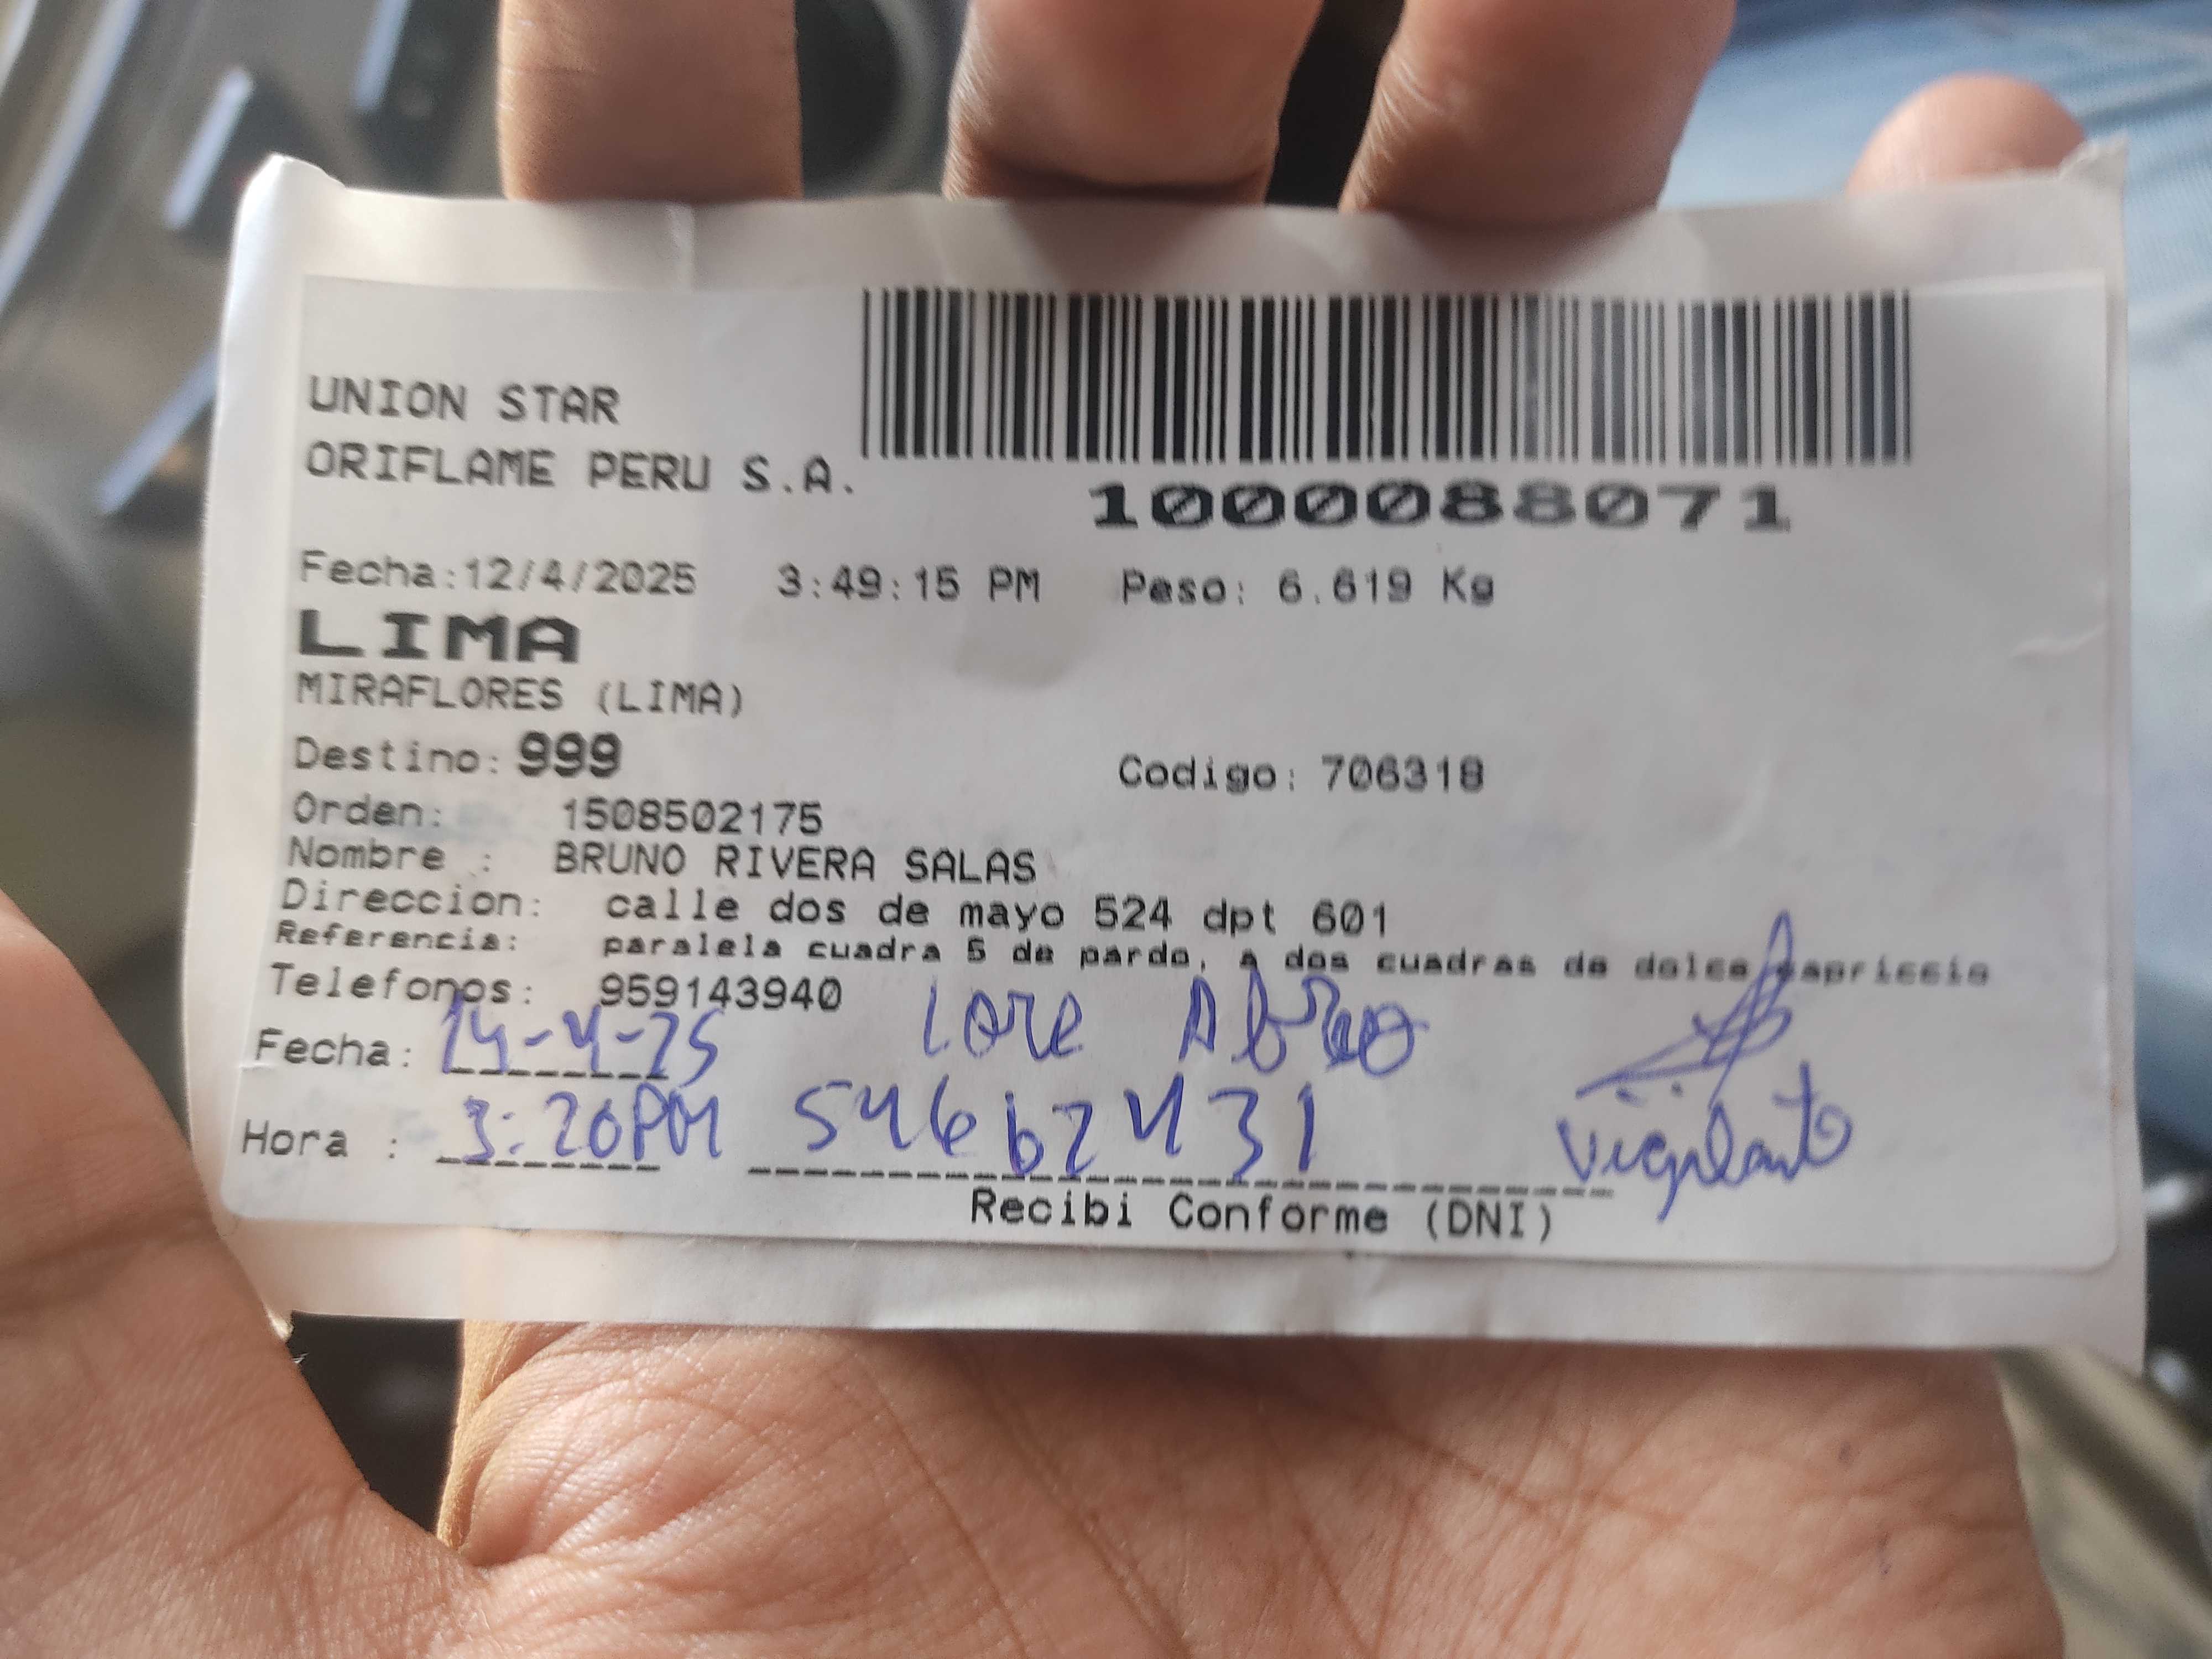 UNION STAR
ORIFLAME PERU S.A.
1000088071
Fecha:12/4/2025 3:49:15 PM Peso: 6.619 Kg
LIMA
MIRAFLORES (LIMA)
Destino: 999 Codigo: 706318
Orden: 1508502175
Nombre : BRUNO RIVERA SALAS
Direccion: calle dos de mayo 524 dpt 601
Referencia: paralela cuadra 5 de pardo, a dos cuadras de dolce capriccio
Telefonos: 959143940
Fecha: 14-4-25 Lore
Hora : 3:20PM 54662431 Vigilante
Recibi Conforme (DNI)